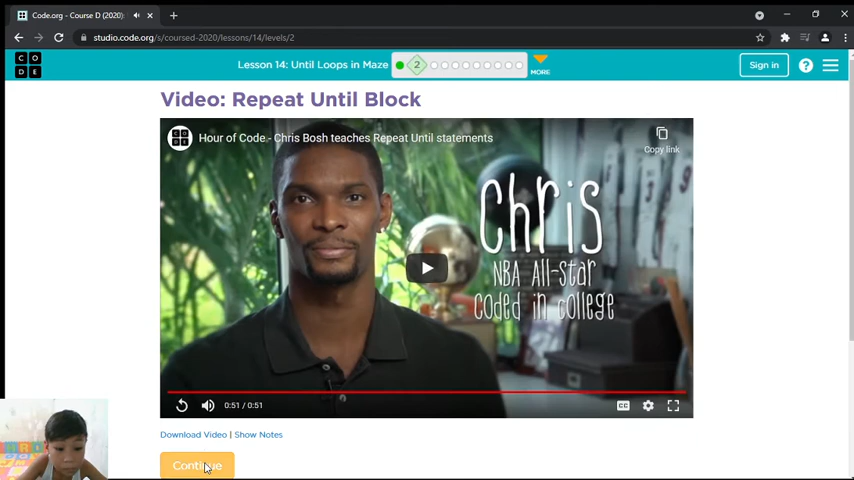 Code.org - Course D (2020):
studio.code.org/s/coursed-2020/lessons/14/levels/2
C O D E
Lesson 14: Until Loops in Maze
2
MORE
Sign in
?
Video: Repeat Until Block
Hour of Code - Chris Bosh teaches Repeat Until statements
Copy link
Chris
NBA All-Star
Coded in college
0:51 / 0:51
CC
Download Video | Show Notes
Continue